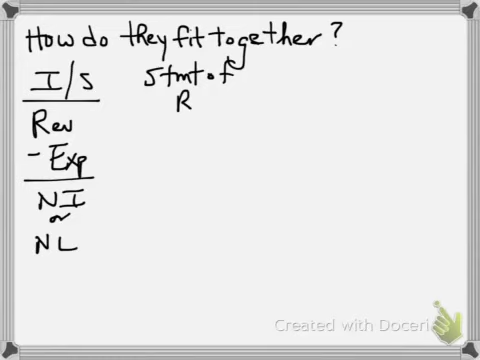 How do they fit together?
I/S
Rev
- Exp
NI
or
NL
Stmt of
R
Created with Doceri